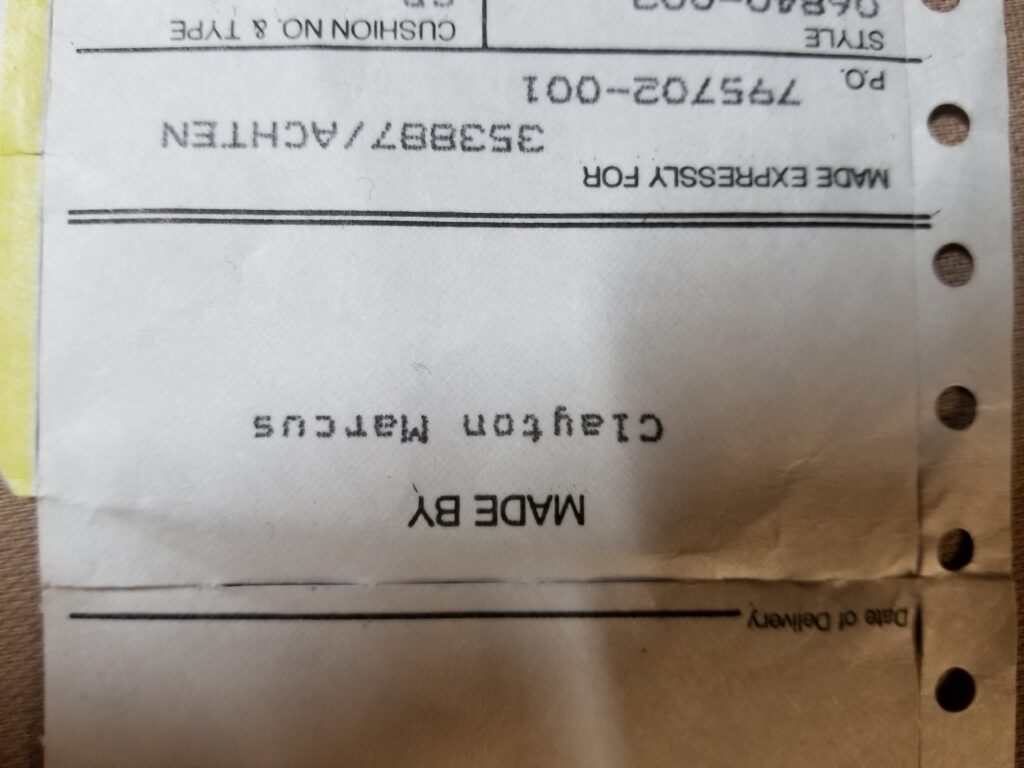 Date of Delivery
MADE BY
Clayton Marcus
MADE EXPRESSLY FOR
353887/ACHTEN
P.O. 795702-001
STYLE CUSHION NO. & TYPE